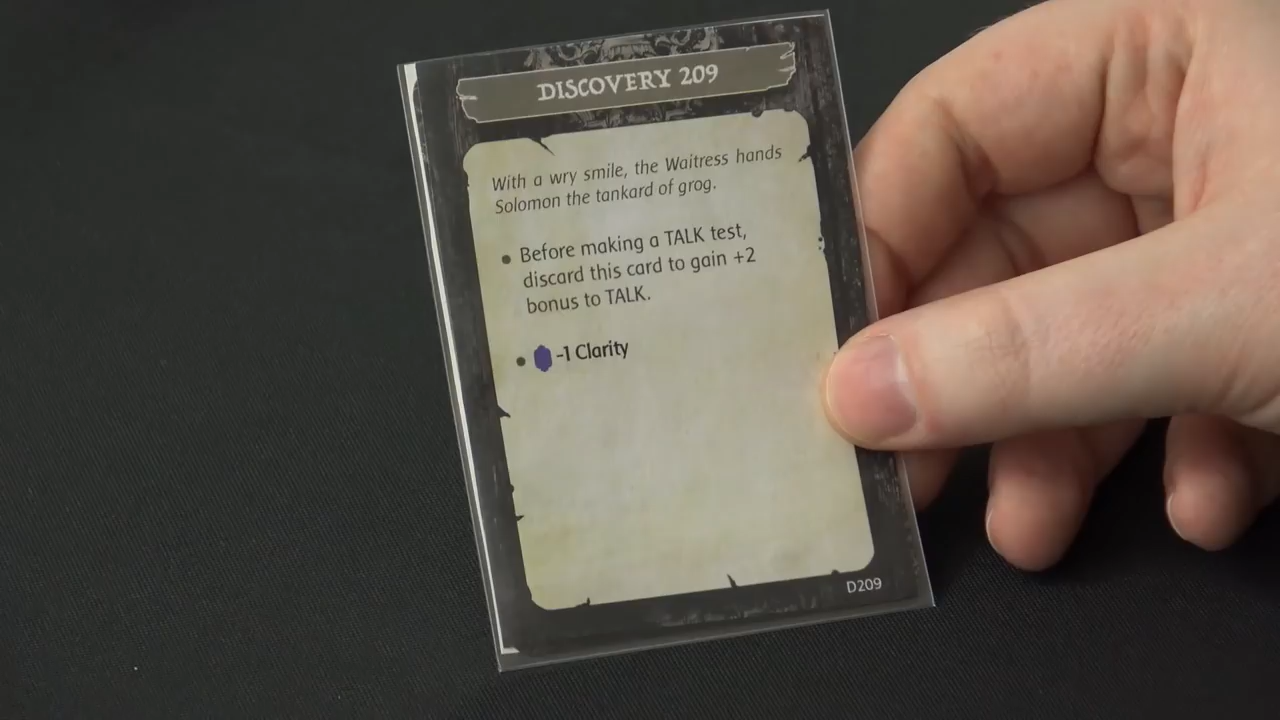 DISCOVERY 209
With a wry smile, the Waitress hands
Solomon the tankard of grog.
• Before making a TALK test,
discard this card to gain +2
bonus to TALK.
• -1 Clarity
D209